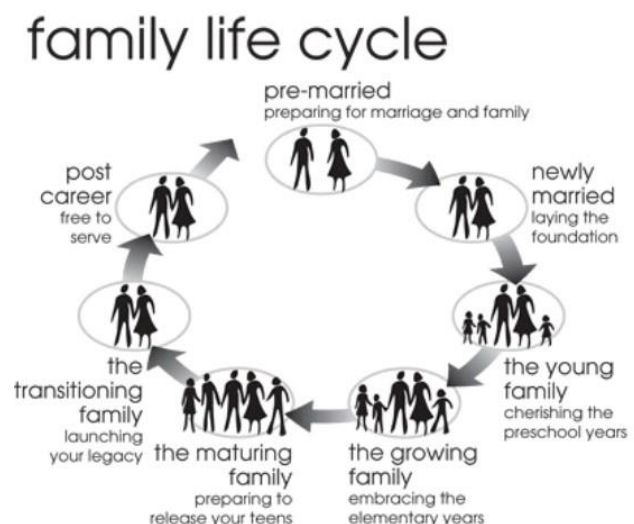 family life cycle
pre-married
preparing for marriage and family
newly
married
laying the
foundation
the young
family
cherishing the
preschool years
the growing
family
embracing the
elementary years
the maturing
family
preparing to
release your teens
the
transitioning
family
launching
your legacy
post
career
free to
serve